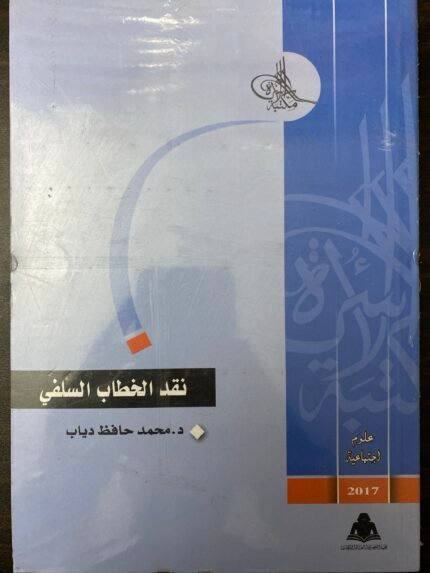 مكتبة الأسرة
نقد الخطاب السلفي
د. محمد حافظ دياب
علوم
اجتماعية
2017